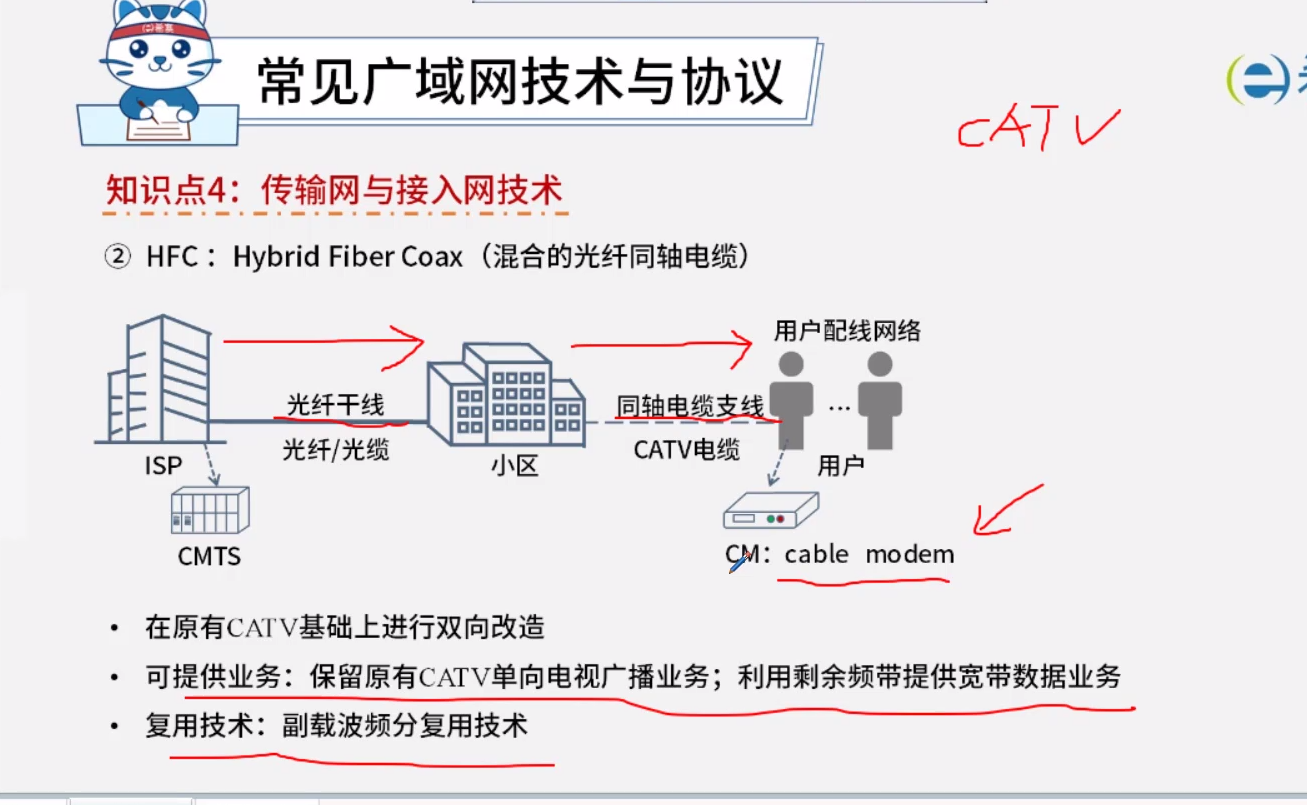 常见广域网技术与协议
CATV
知识点4：传输网与接入网技术
② HFC： Hybrid Fiber Coax（混合的光纤同轴电缆）
用户配线网络
光纤干线
同轴电缆支线
...
光纤/光缆
CATV电缆
ISP
小区
用户
CMTS
CM：cable modem
• 在原有CATV基础上进行双向改造
• 可提供业务：保留原有CATV单向电视广播业务；利用剩余频带提供宽带数据业务
• 复用技术：副载波频分复用技术